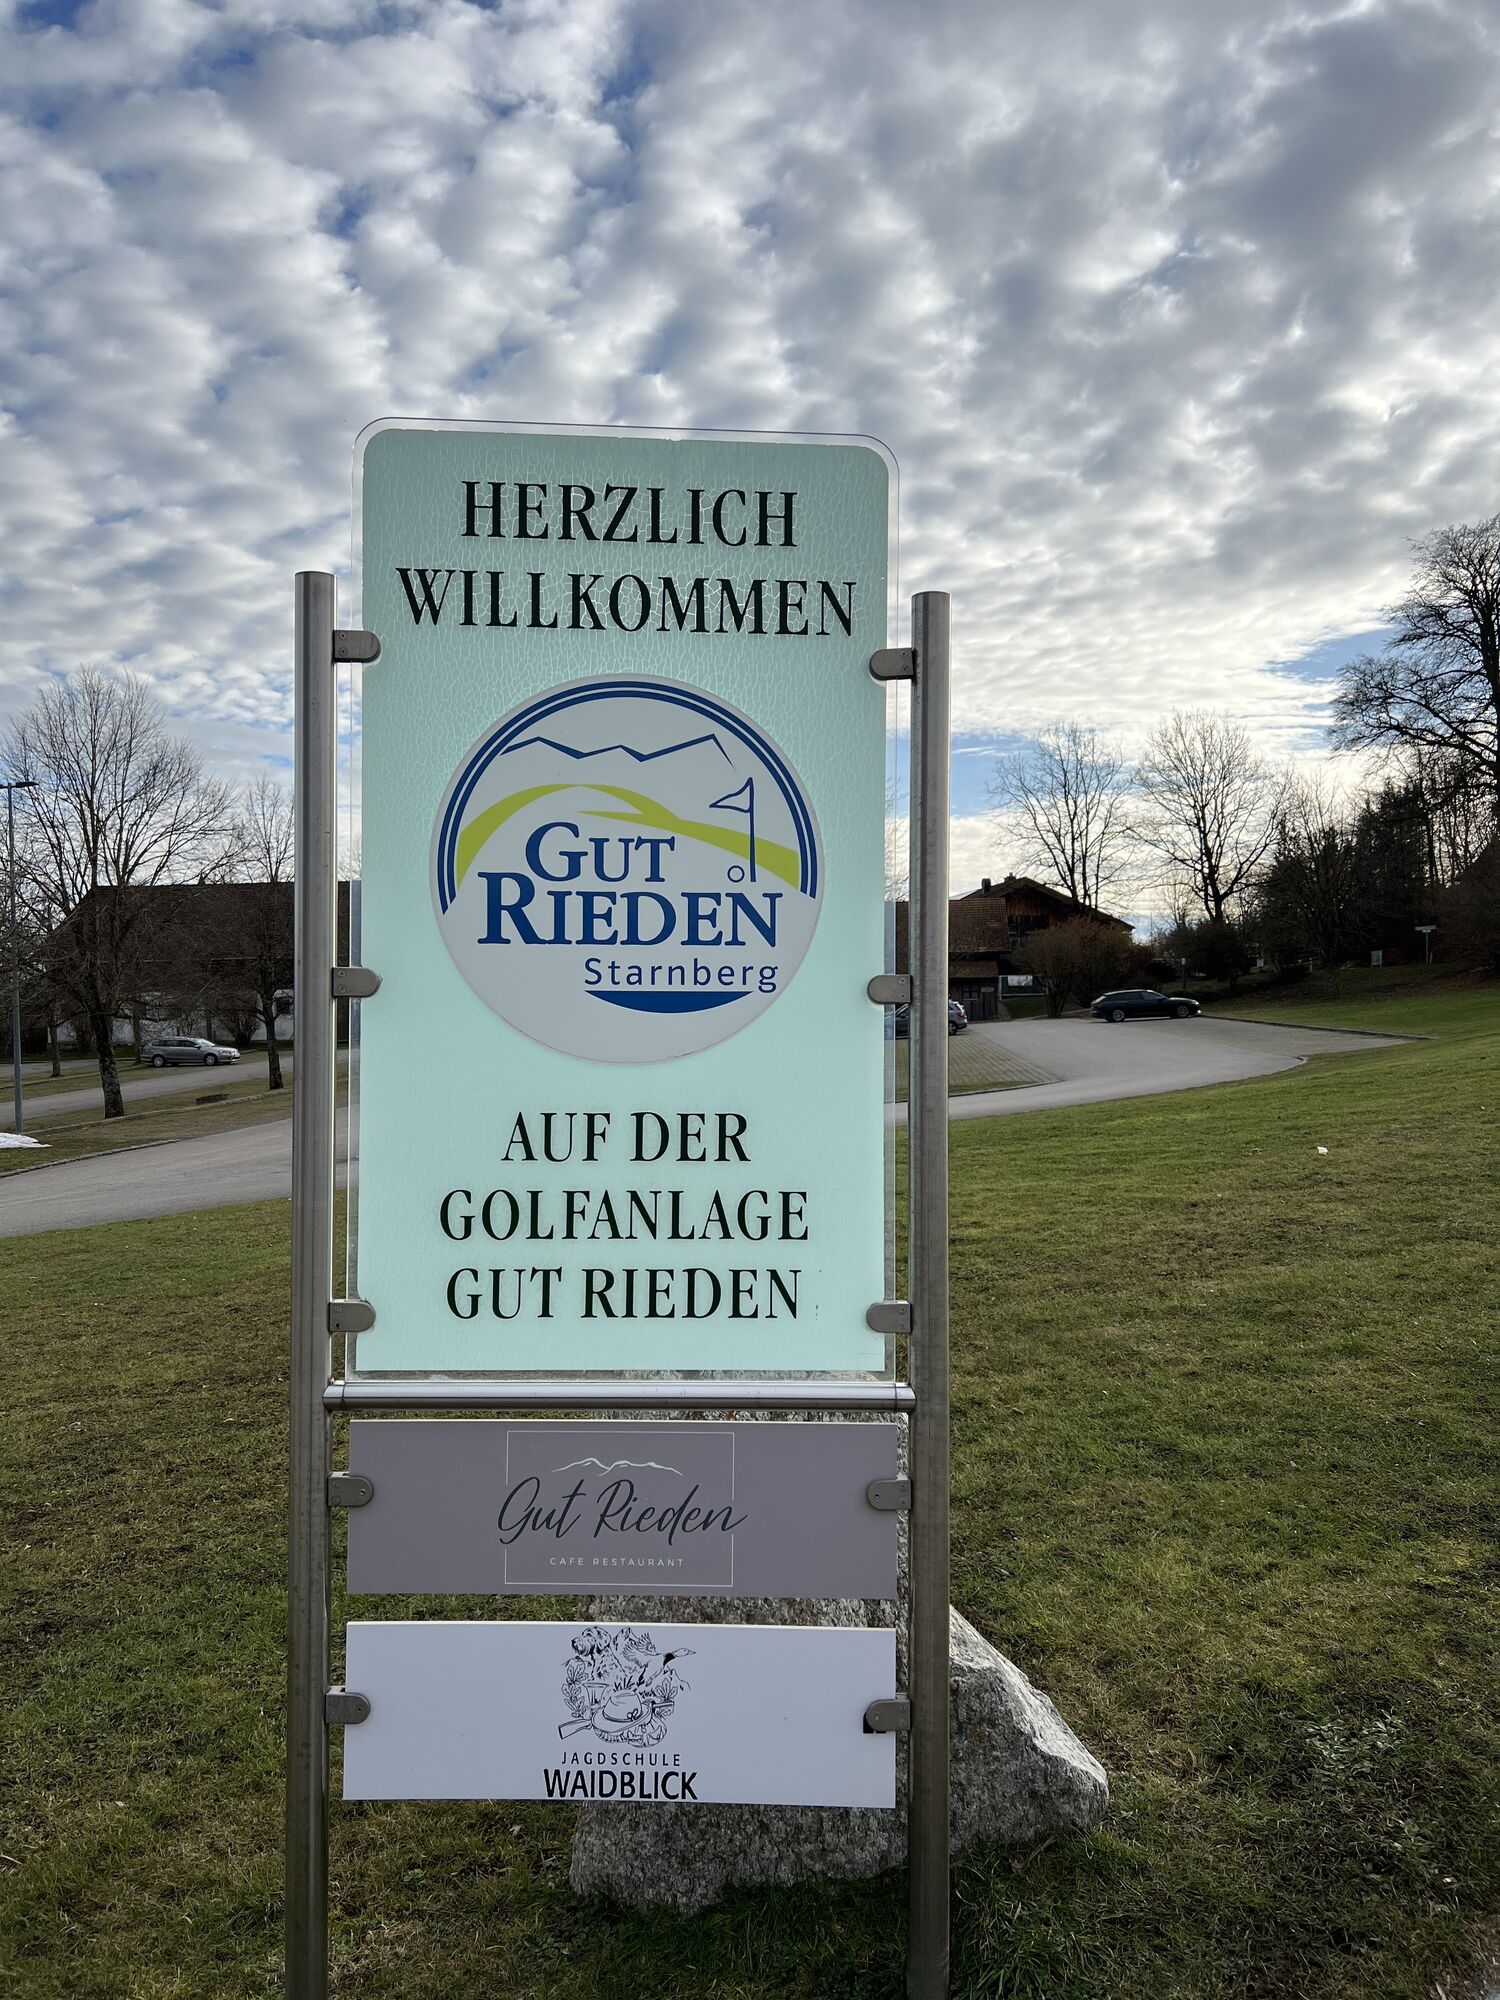 HERZLICH
WILLKOMMEN
GUT
RIEDEN
Starnberg
AUF DER
GOLFANLAGE
GUT RIEDEN
Gut Rieden
CAFE RESTAURANT
JAGDSCHULE
WAIDBLICK